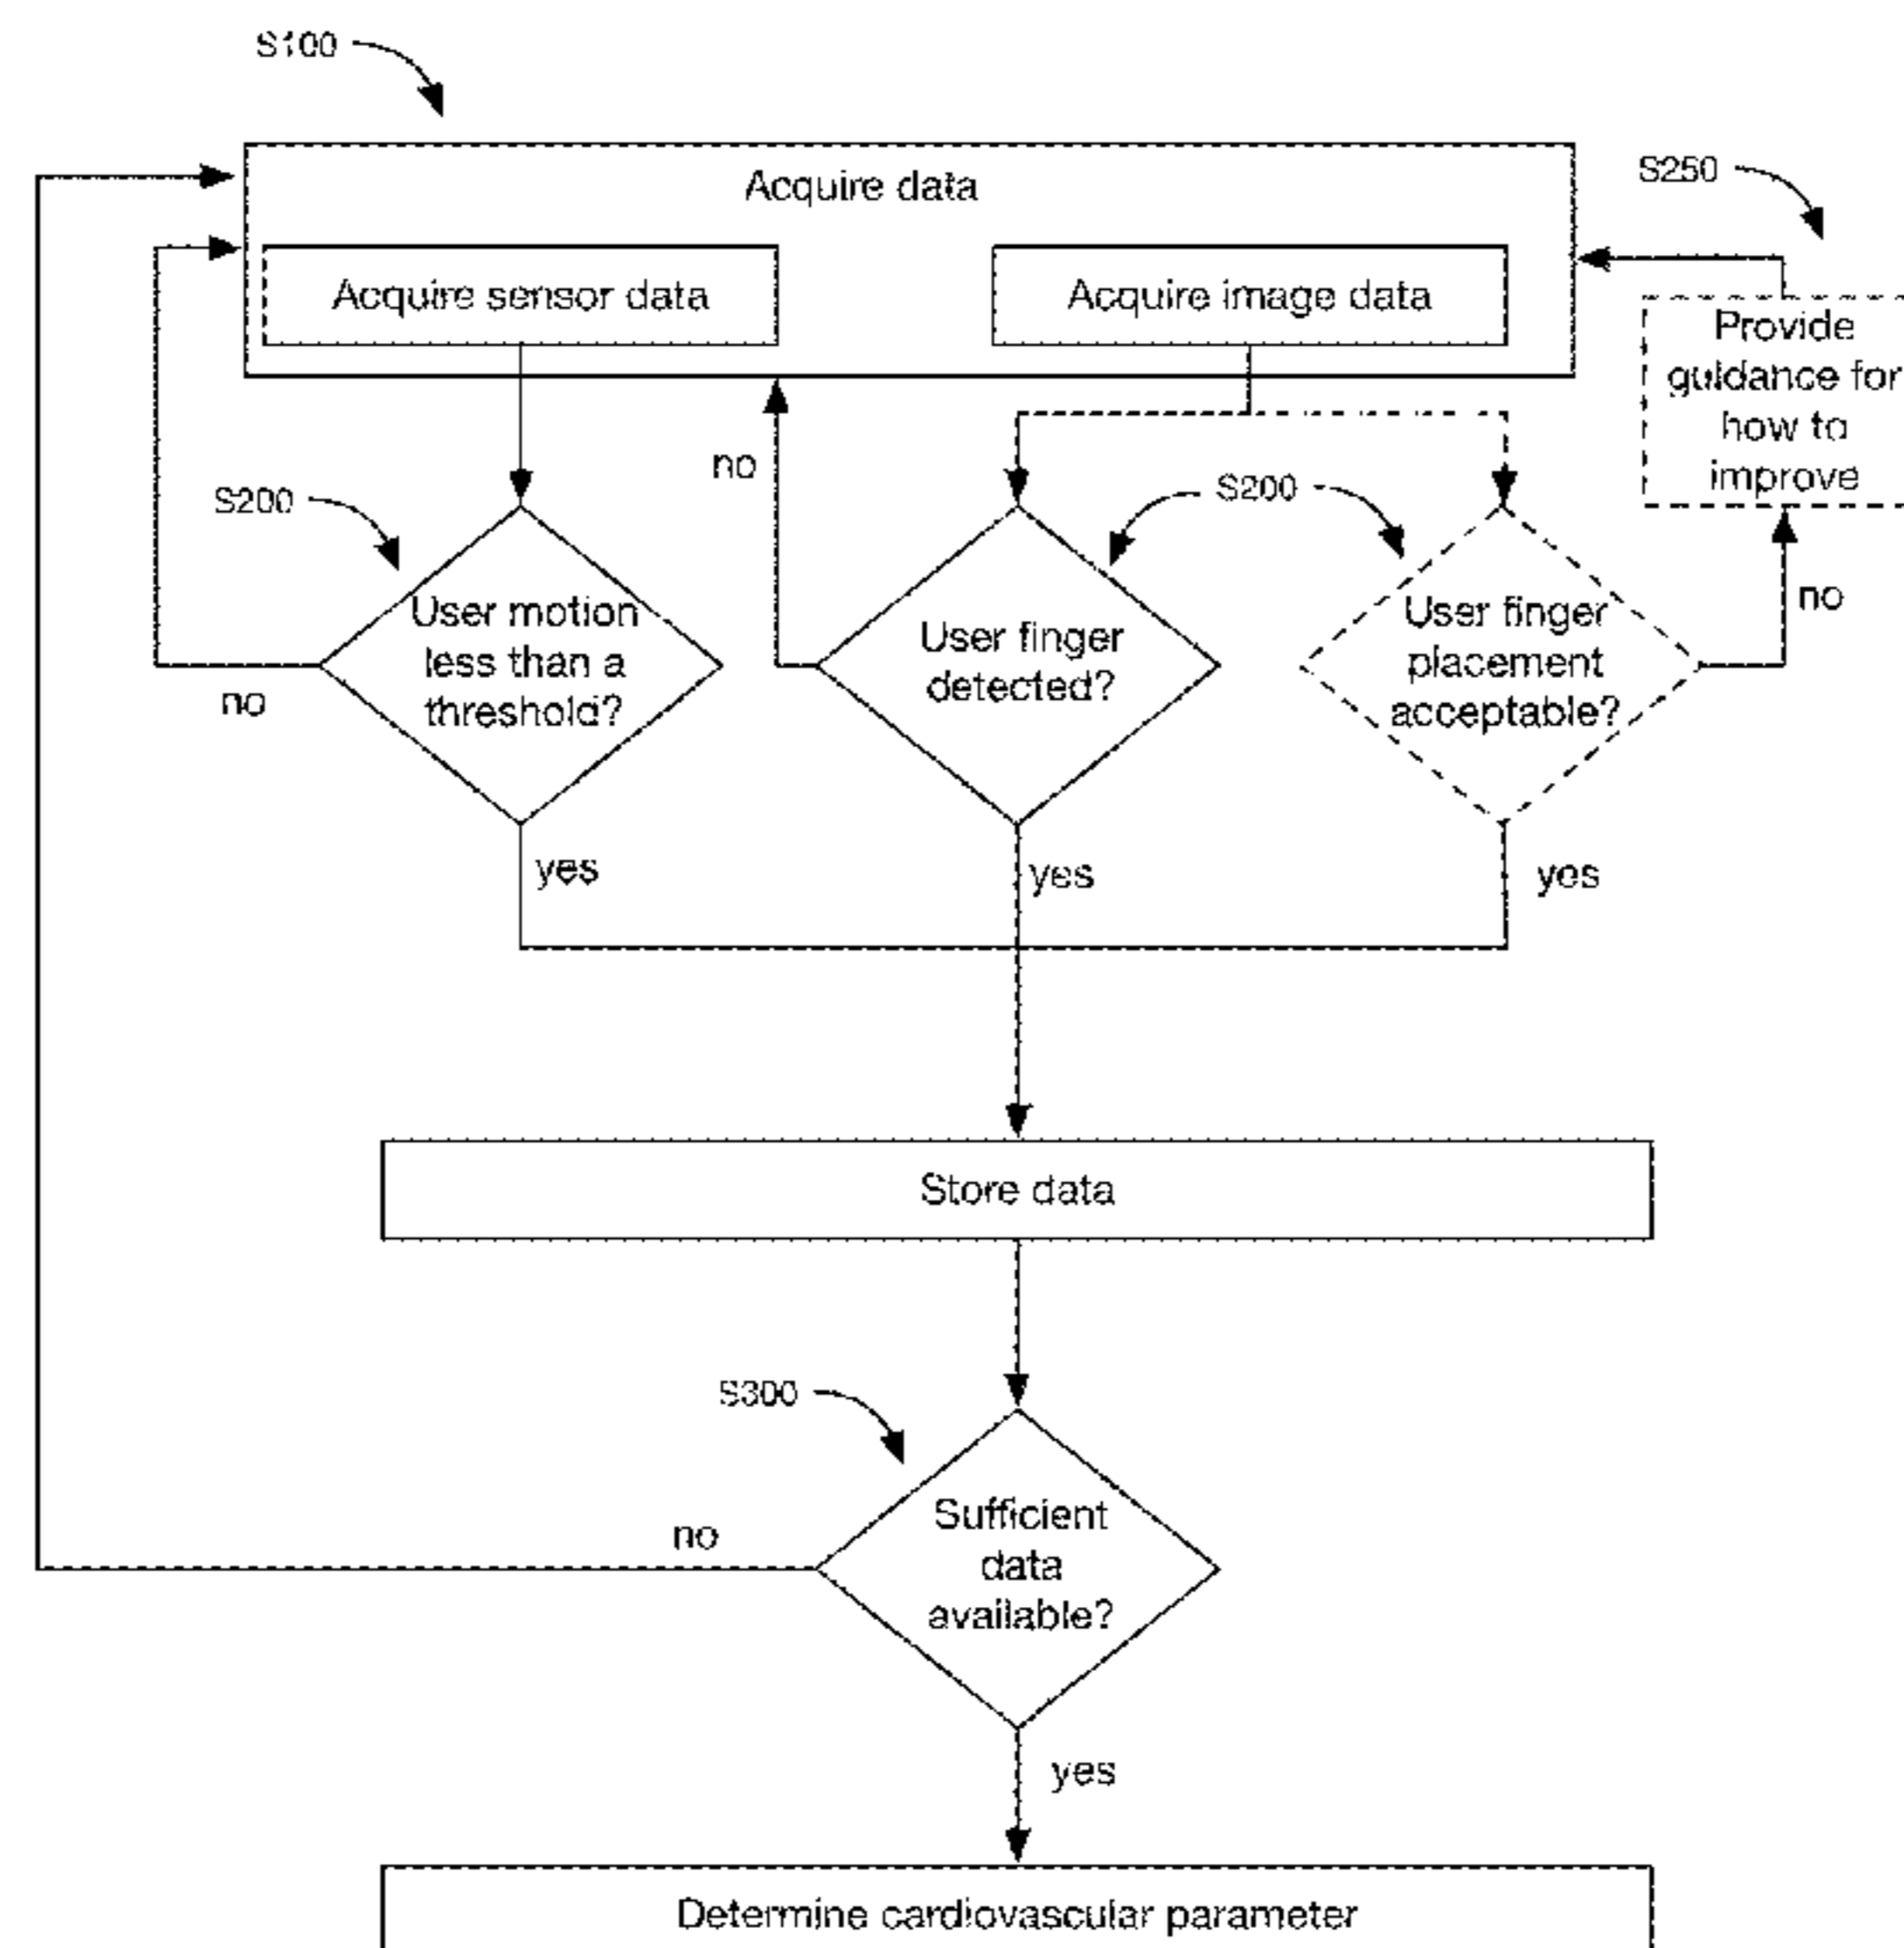 S100
Acquire data
S250
Acquire sensor data
Acquire image data
Provide
guidance for
how to
improve
no
S200
S200
User motion
less than a
threshold?
User finger
detected?
User finger
placement
acceptable?
no
no
yes
yes
yes
Store data
S300
Sufficient
data
available?
no
yes
Determine cardiovascular parameter